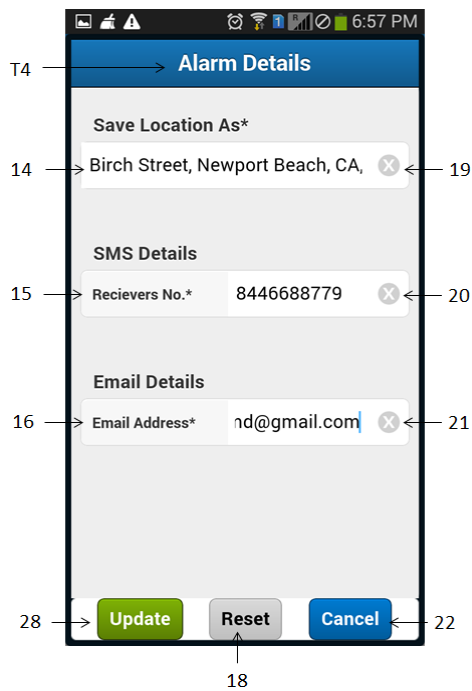 6:57 PM
T4
Alarm Details
Save Location As*
14 Birch Street, Newport Beach, CA, X 19
SMS Details
15 Recievers No.* 8446688779 X 20
Email Details
16 Email Address* nd@gmail.com X 21
28 Update Reset Cancel 22
18